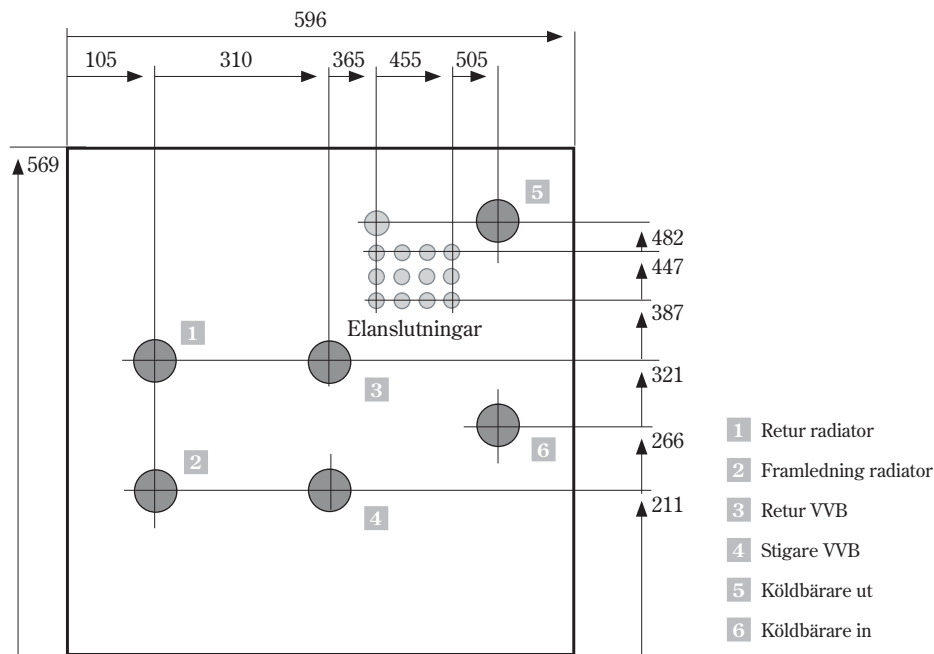 596
105
310
365
455
505
569
5
482
447
387
Elanslutningar
1
3
321
6
266
2
4
211
1 Retur radiator
2 Framledning radiator
3 Retur VVB
4 Stigare VVB
5 Köldbärare ut
6 Köldbärare in